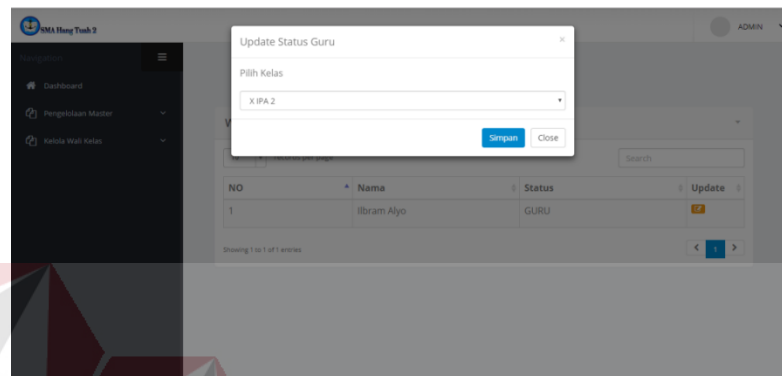 SMA Hang Tuah 2
ADMIN
Update Status Guru
×
Navigation
Pilih Kelas
Dashboard
X IPA 2
Pengelolaan Master
Kelola Wali Kelas
Simpan
Close
records per page
Search
NO
Nama
Status
Update
1
Ilbram Alyo
GURU
Showing 1 to 1 of 1 entries
1